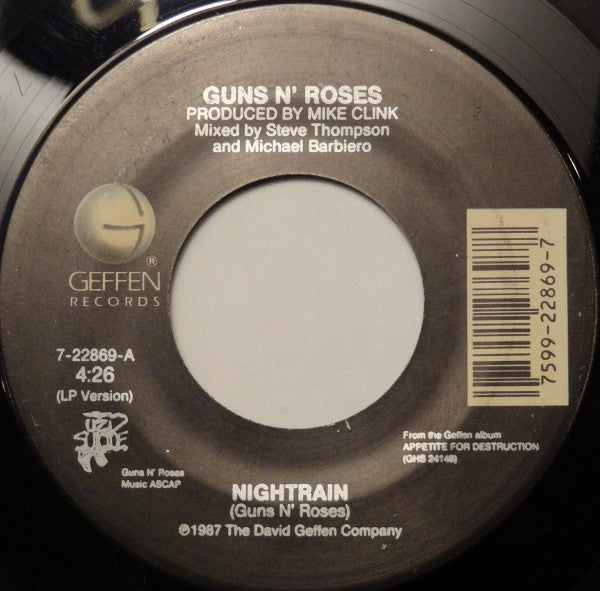 GUNS N' ROSES
PRODUCED BY MIKE CLINK
Mixed by Steve Thompson
and Michael Barbiero
G
®
GEFFEN
RECORDS
7-22869-A
4:26
(LP Version)
Guns N' Roses
Music ASCAP
7599-22869-7
From the Geffen album
APPETITE FOR DESTRUCTION
(GHS 24148)
NIGHTRAIN
(Guns N' Roses)
℗1987 The David Geffen Company